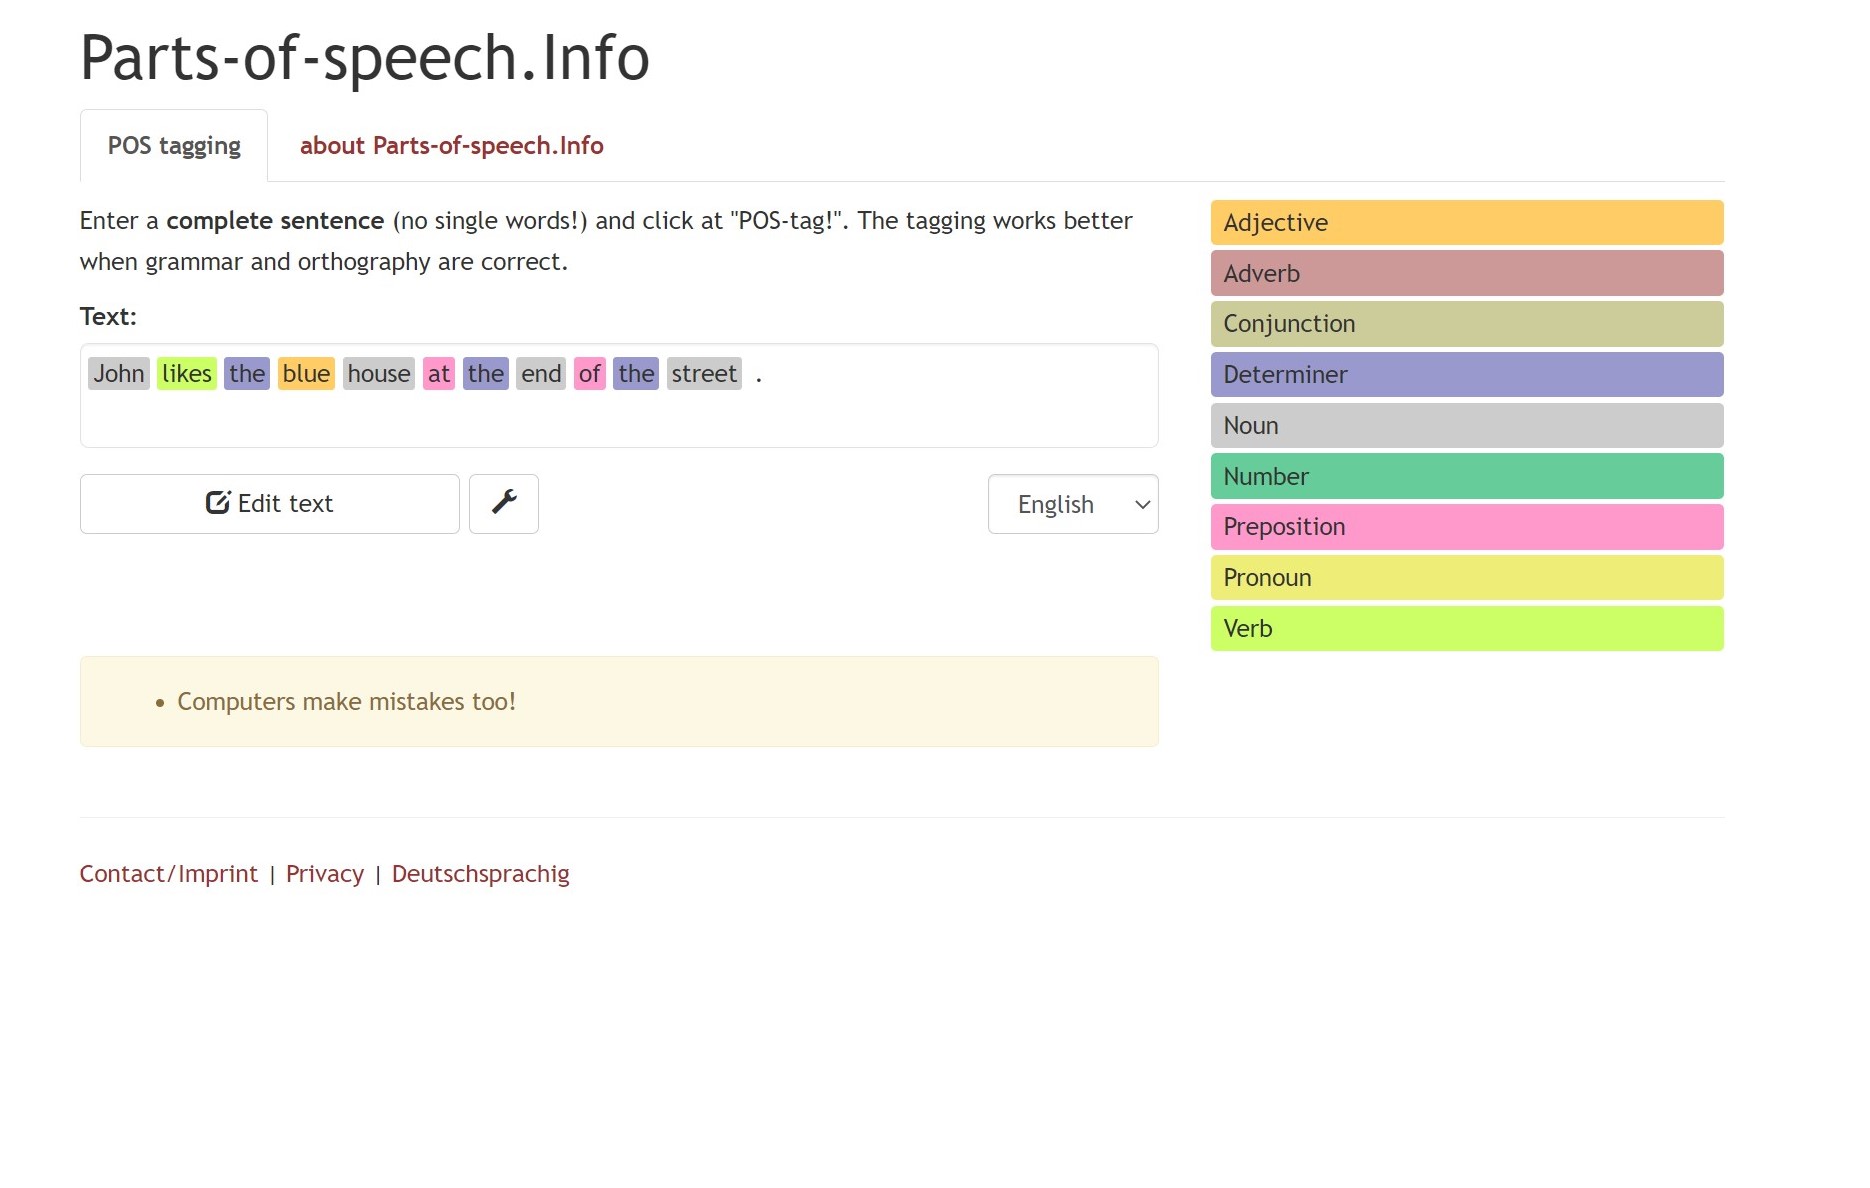 Parts-of-speech.Info
POS tagging
about Parts-of-speech.Info
Enter a complete sentence (no single words!) and click at "POS-tag!". The tagging works better
when grammar and orthography are correct.
Text:
John likes the blue house at the end of the street .
Edit text
English
Adjective
Adverb
Conjunction
Determiner
Noun
Number
Preposition
Pronoun
Verb
• Computers make mistakes too!
Contact/Imprint | Privacy | Deutschsprachig